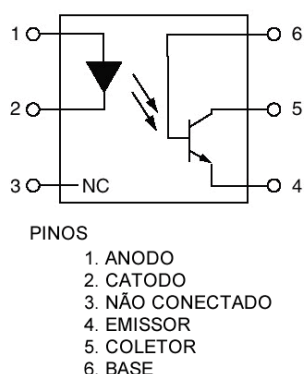 1
6
2
5
3
NC
4
PINOS
1. ANODO
2. CATODO
3. NÃO CONECTADO
4. EMISSOR
5. COLETOR
6. BASE